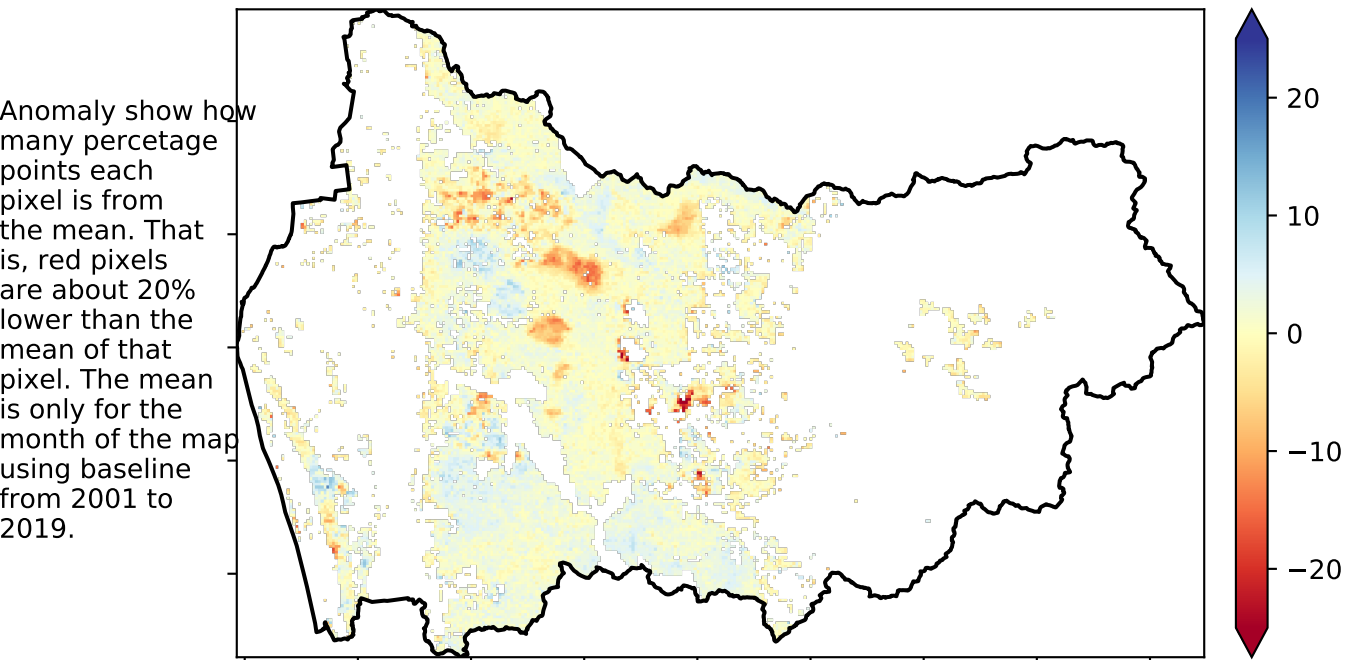 Anomaly show how
many percetage
points each
pixel is from
the mean. That
is, red pixels
are about 20%
lower than the
mean of that
pixel. The mean
is only for the
month of the map
using baseline
from 2001 to
2019.
20
10
0
−10
−20